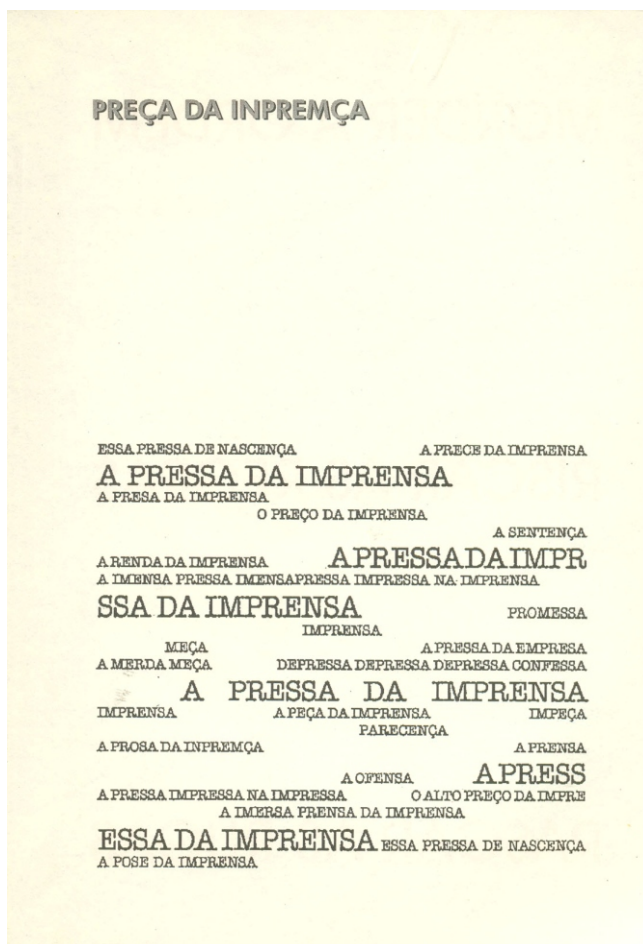 PREÇA DA INPREMÇA
ESSA PRESSA DE NASCENÇA A PRECE DA IMPRENSA
A PRESSA DA IMPRENSA
A PRESA DA IMPRENSA
O PREÇO DA IMPRENSA
A SENTENÇA
A RENDA DA IMPRENSA APRESSADAIMPR
A IMENSA PRESSA IMENSAPRESSA IMPRESSA NA IMPRENSA
SSA DA IMPRENSA PROMESSA
IMPRENSA
MEÇA A PRESSA DA EMPRESA
A MERDA MEÇA DEPRESSA DEPRESSA DEPRESSA CONFESSA
A PRESSA DA IMPRENSA
IMPRENSA A PEÇA DA IMPRENSA IMPEÇA
PARECENÇA
A PROSA DA INPREMÇA A PRENSA
A OFENSA APRESS
A PRESSA IMPRESSA NA IMPRESSA O ALTO PREÇO DA IMPRE
A IMERSA PRENSA DA IMPRENSA
ESSA DA IMPRENSA ESSA PRESSA DE NASCENÇA
A POSE DA IMPRENSA